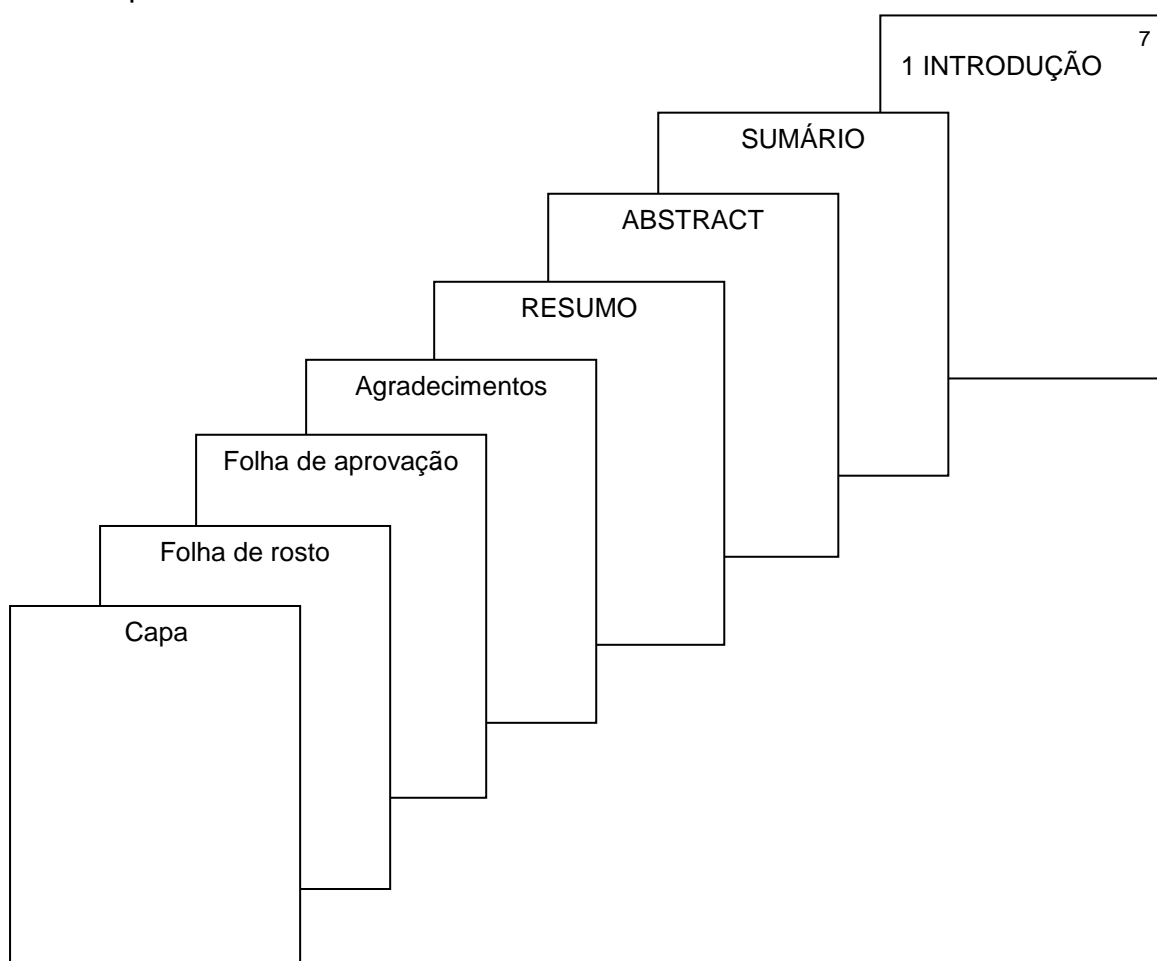 7
1 INTRODUÇÃO
SUMÁRIO
ABSTRACT
RESUMO
Agradecimentos
Folha de aprovação
Folha de rosto
Capa